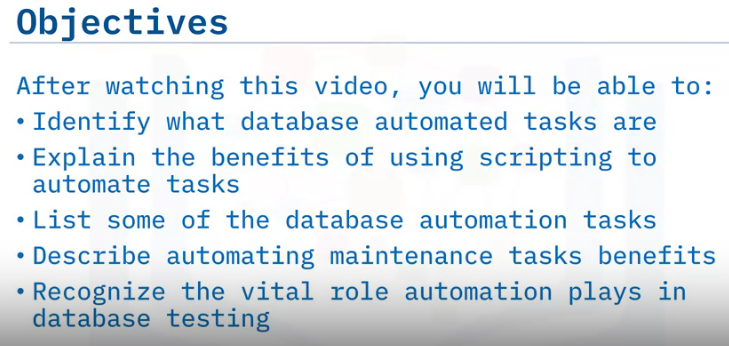 Objectives
After watching this video, you will be able to:
• Identify what database automated tasks are
• Explain the benefits of using scripting to
automate tasks
• List some of the database automation tasks
• Describe automating maintenance tasks benefits
• Recognize the vital role automation plays in
database testing